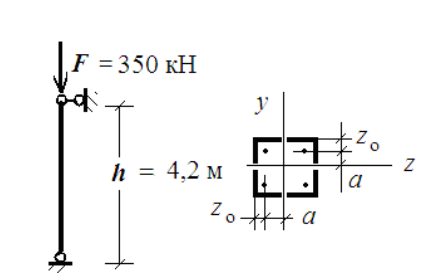 F = 350 кН
y
z₀
h = 4,2 м
z
a
z₀
a